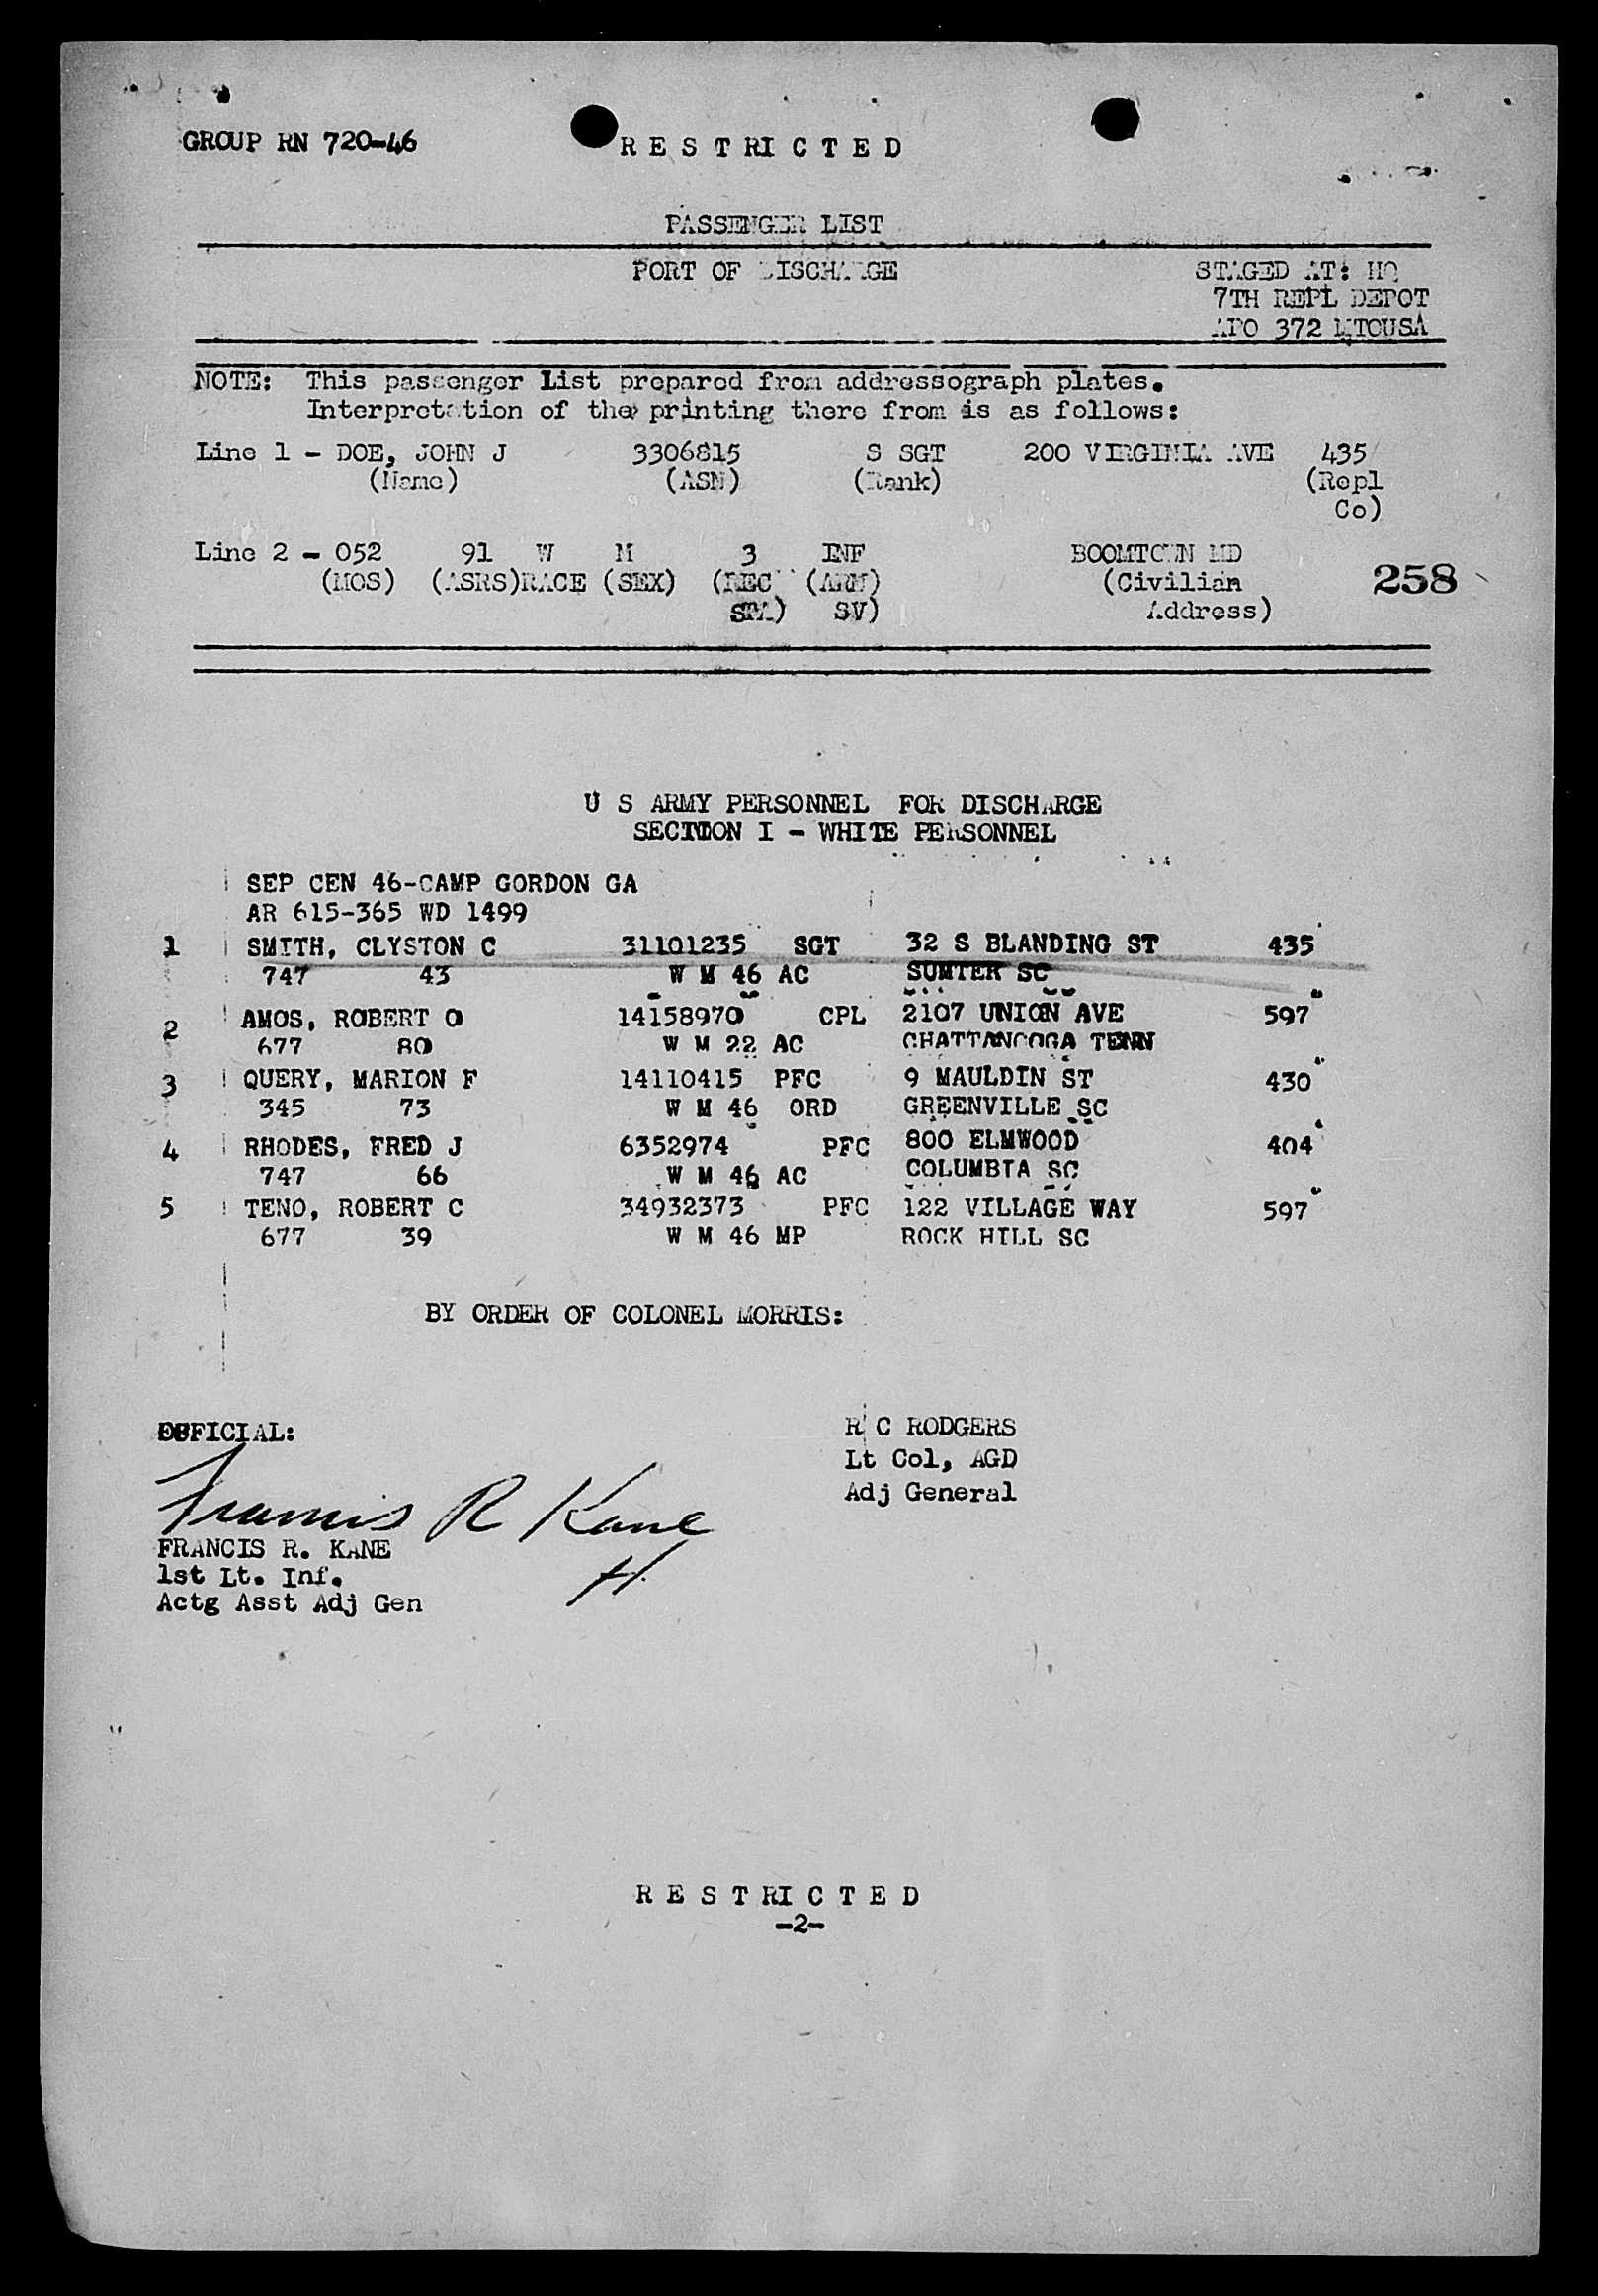 GROUP RN 720-46
R E S T R I C T E D
PASSENGER LIST
PORT OF DISCHARGE
STAGED AT: HQ
7TH REPL DEPOT
APO 372 MTOUSA
NOTE: This passenger List prepared from addressograph plates.
Interpretation of the printing there from is as follows:
Line 1 - DOE, JOHN J 3306815 S SGT 200 VIRGINIA AVE 435
(Name) (ASN) (Rank) (Repl
Co)
Line 2 - 052 91 W M 3 INF BOOMTOWN MD
(MOS) (ASRS)RACE (SEX) (REC (ARM) (Civilian 258
STA) SV) Address)
U S ARMY PERSONNEL FOR DISCHARGE
SECTION I - WHITE PERSONNEL
SEP CEN 46-CAMP GORDON GA
AR 615-365 WD 1499
1 SMITH, CLYSTON C 31101235 SGT 32 S BLANDING ST 435
747 43 W M 46 AC SUMTER SC
2 AMOS, ROBERT O 14158970 CPL 2107 UNION AVE 597
677 80 W M 22 AC CHATTANOOGA TENN
3 QUERY, MARION F 14110415 PFC 9 MAULDIN ST 430
345 73 W M 46 ORD GREENVILLE SC
4 RHODES, FRED J 6352974 PFC 800 ELMWOOD 404
747 66 W M 46 AC COLUMBIA SC
5 TENO, ROBERT C 34932373 PFC 122 VILLAGE WAY 597
677 39 W M 46 MP ROCK HILL SC
BY ORDER OF COLONEL MORRIS:
OFFICIAL:
R C RODGERS
Lt Col, AGD
Adj General
Francis R Kane
FRANCIS R. KANE
1st Lt. Inf.
Actg Asst Adj Gen
H
R E S T R I C T E D
-2-